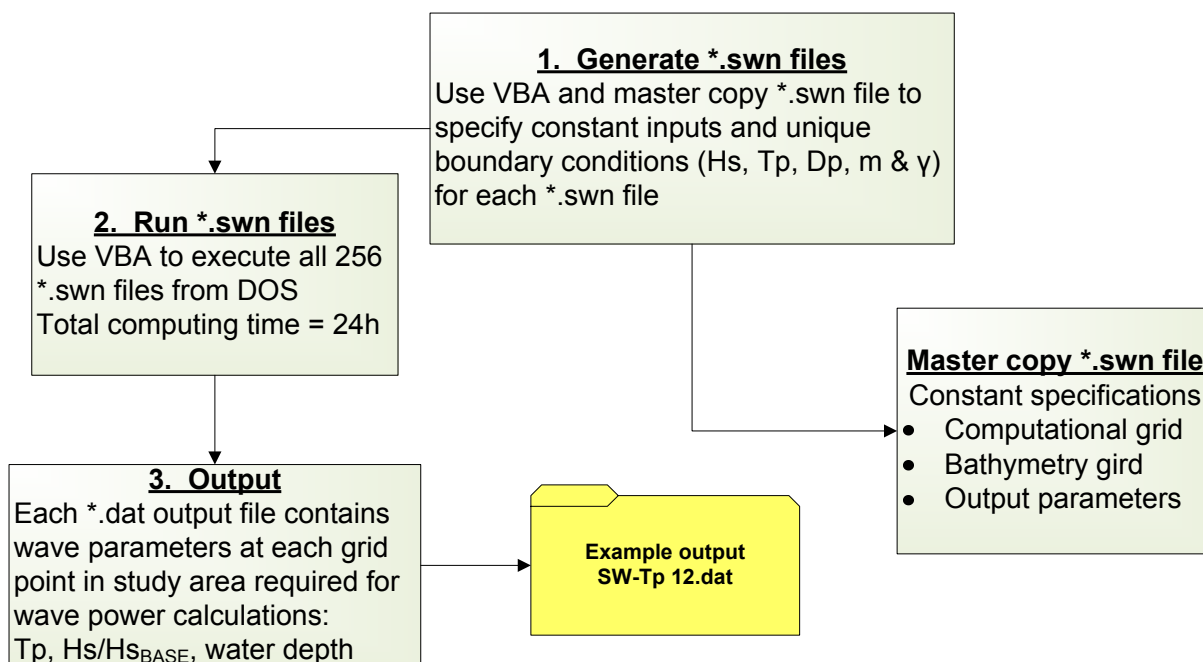 1. Generate *.swn files
Use VBA and master copy *.swn file to
specify constant inputs and unique
boundary conditions (Hs, Tp, Dp, m & γ)
for each *.swn file
2. Run *.swn files
Use VBA to execute all 256
*.swn files from DOS
Total computing time = 24h
Master copy *.swn file
Constant specifications
• Computational grid
• Bathymetry gird
• Output parameters
3. Output
Each *.dat output file contains
wave parameters at each grid
point in study area required for
wave power calculations:
Tp, Hs/HsBASE, water depth
Example output
SW-Tp 12.dat